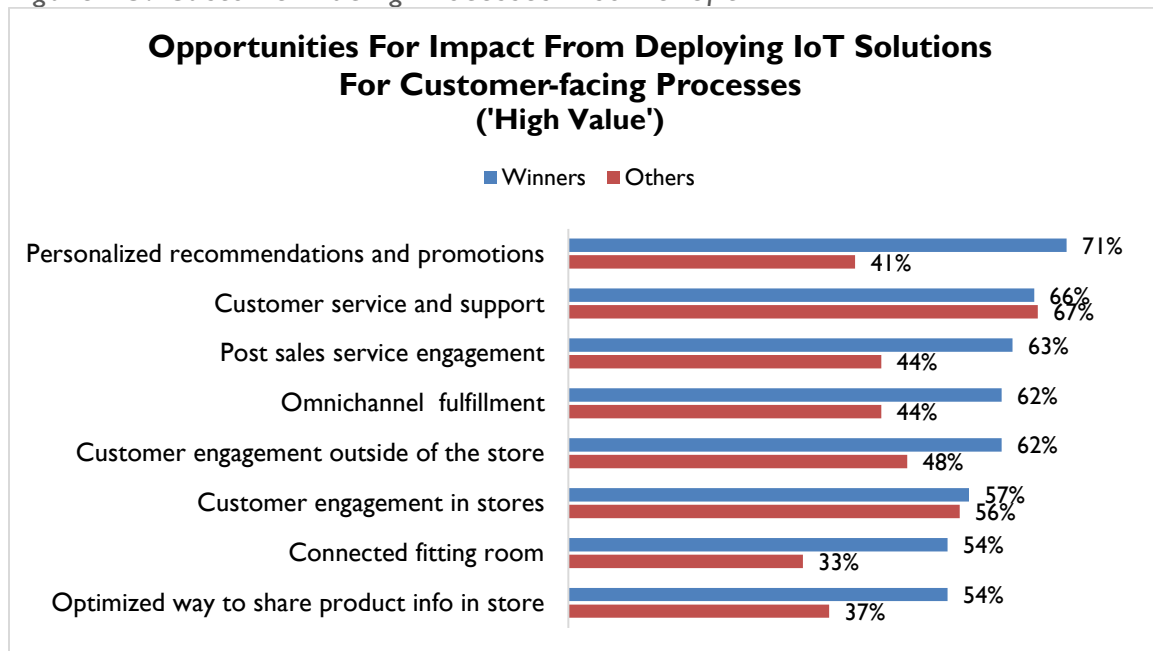 Opportunities For Impact From Deploying IoT Solutions
For Customer-facing Processes
('High Value')
Winners Others
Personalized recommendations and promotions 71%
41%
Customer service and support 66%
67%
Post sales service engagement 63%
44%
Omnichannel fulfillment 62%
44%
Customer engagement outside of the store 62%
48%
Customer engagement in stores 57%
56%
Connected fitting room 54%
33%
Optimized way to share product info in store 54%
37%